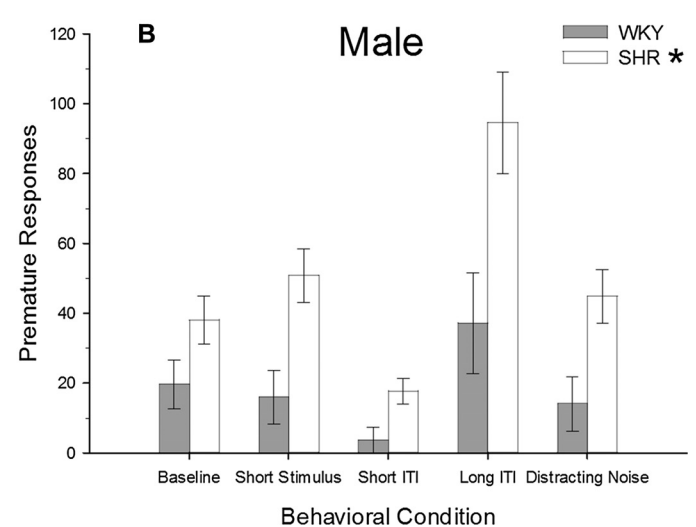 B
Male
WKY
SHR *
Premature Responses
120
100
80
60
40
20
0
Baseline
Short Stimulus
Short ITI
Long ITI
Distracting Noise
Behavioral Condition